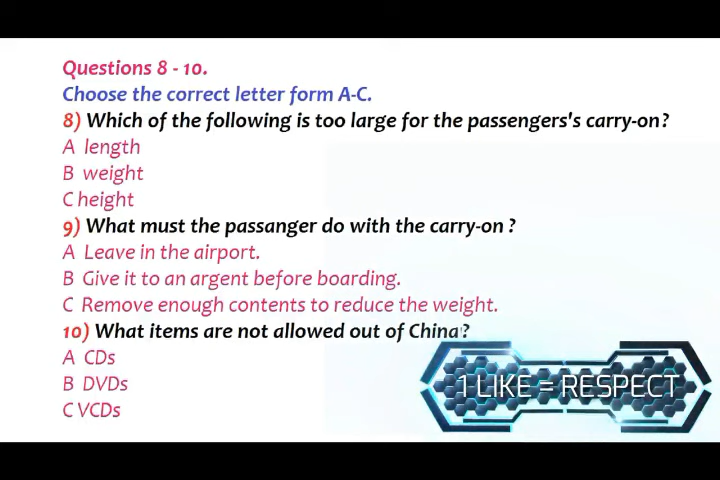 Questions 8 - 10.
Choose the correct letter form A-C.
8) Which of the following is too large for the passengers's carry-on?
A length
B weight
C height
9) What must the passanger do with the carry-on ?
A Leave in the airport.
B Give it to an argent before boarding.
C Remove enough contents to reduce the weight.
10) What items are not allowed out of China?
A CDs
B DVDs
C VCDs
1 LIKE = RESPECT